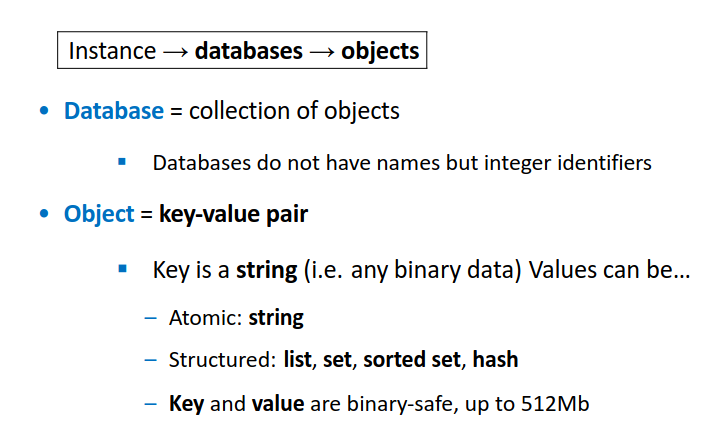 Instance → databases → objects
• Database = collection of objects
▪ Databases do not have names but integer identifiers
• Object = key-value pair
▪ Key is a string (i.e. any binary data) Values can be...
– Atomic: string
– Structured: list, set, sorted set, hash
– Key and value are binary-safe, up to 512Mb